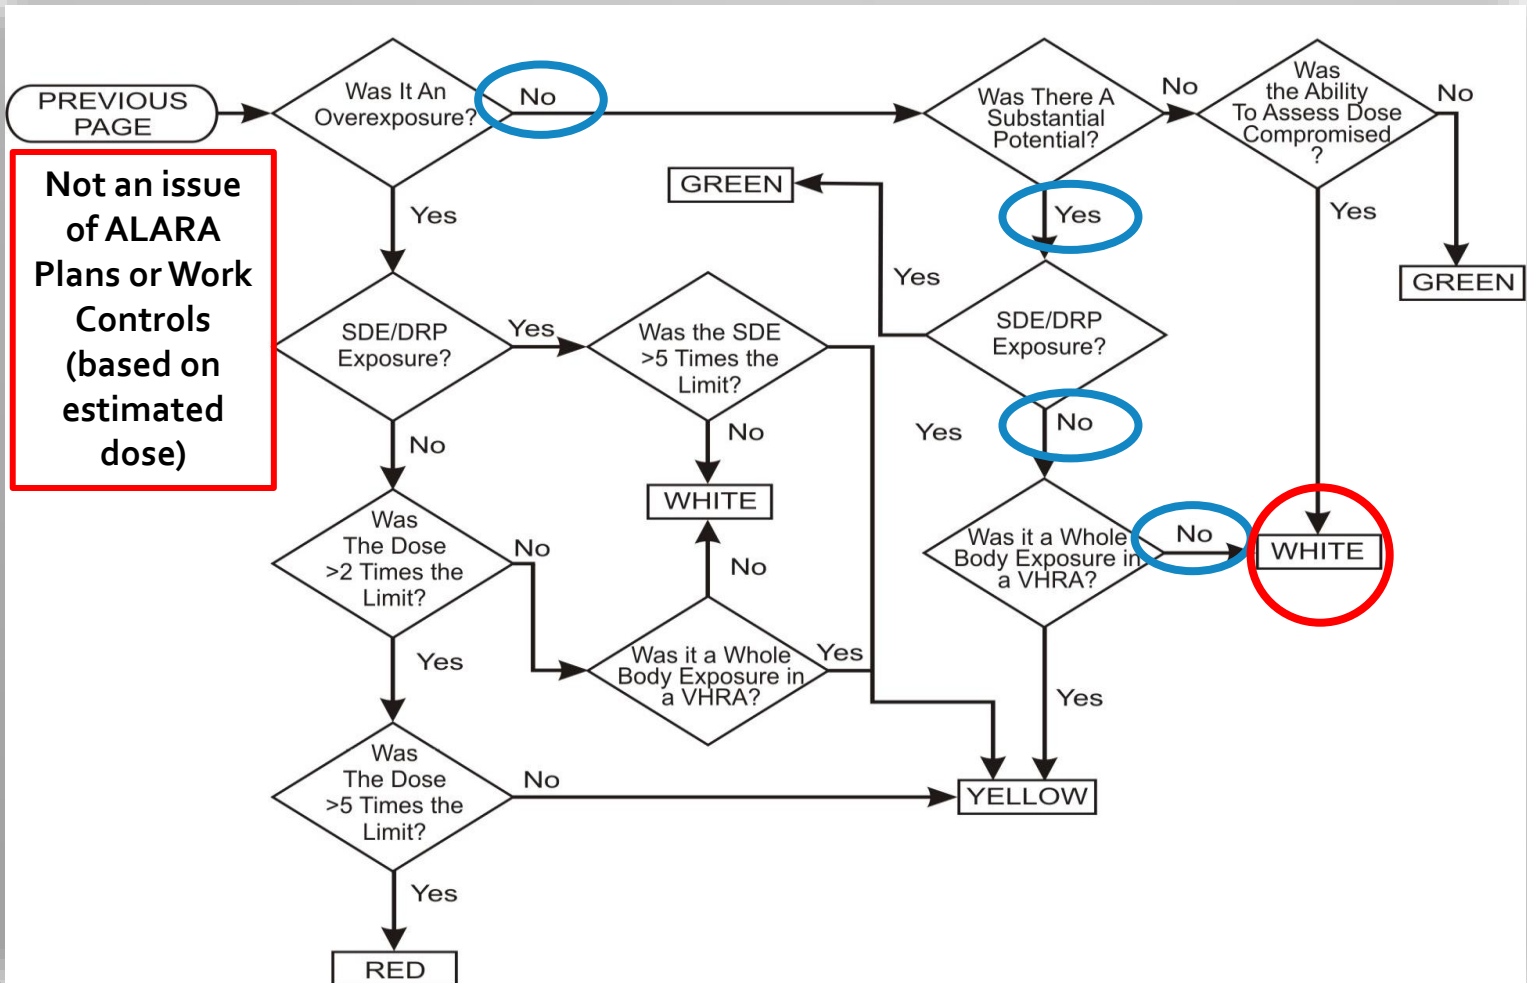 PREVIOUS
PAGE
Was It An
Overexposure?
No
Was There A
Substantial
Potential?
No
Was
the Ability
To Assess Dose
Compromised
?
No
Not an issue
of ALARA
Plans or Work
Controls
(based on
estimated
dose)
Yes
GREEN
Yes
Yes
GREEN
Yes
SDE/DRP
Exposure?
Yes
Was the SDE
>5 Times the
Limit?
SDE/DRP
Exposure?
No
No
Yes
No
WHITE
Was
The Dose
>2 Times the
Limit?
No
No
Was it a Whole
Body Exposure in
a VHRA?
No
WHITE
Yes
Was it a Whole
Body Exposure in
a VHRA?
Yes
Yes
Was
The Dose
>5 Times the
Limit?
No
YELLOW
Yes
RED